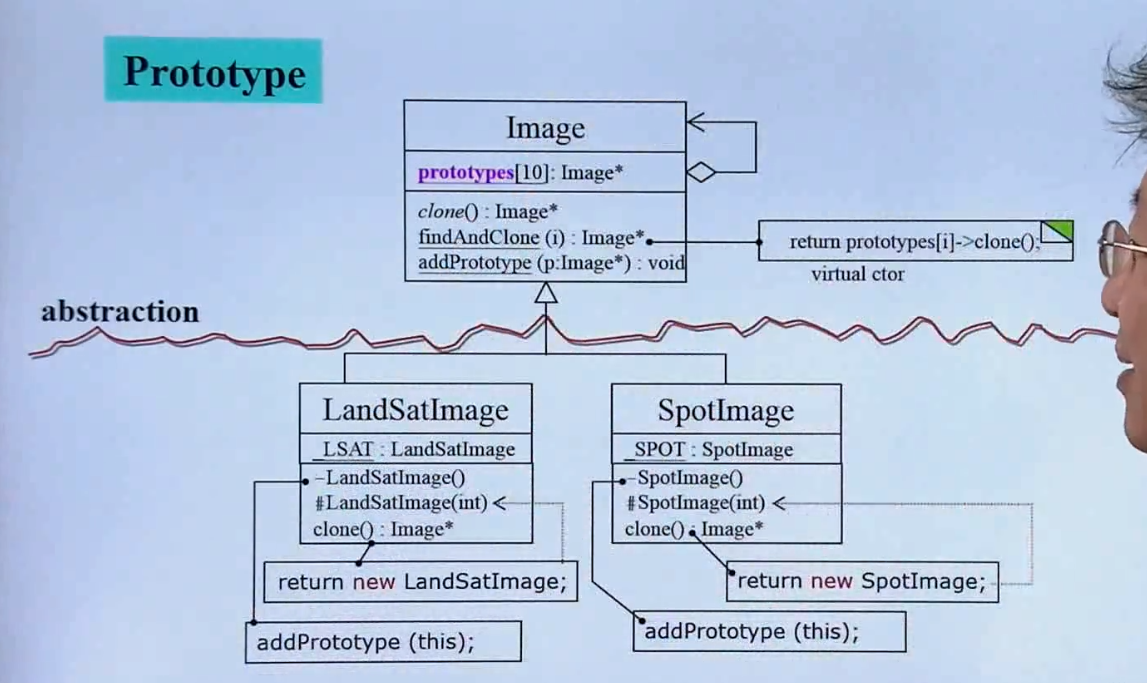 Prototype
Image
prototypes[10]: Image*
clone() : Image*
findAndClone (i) : Image*
addPrototype (p:Image*) : void
return prototypes[i]->clone();
virtual ctor
abstraction
LandSatImage
_LSAT : LandSatImage
-LandSatImage()
#LandSatImage(int)
clone() : Image*
return new LandSatImage;
addPrototype (this);
SpotImage
_SPOT : SpotImage
-SpotImage()
#SpotImage(int)
clone() : Image*
return new SpotImage;
addPrototype (this);